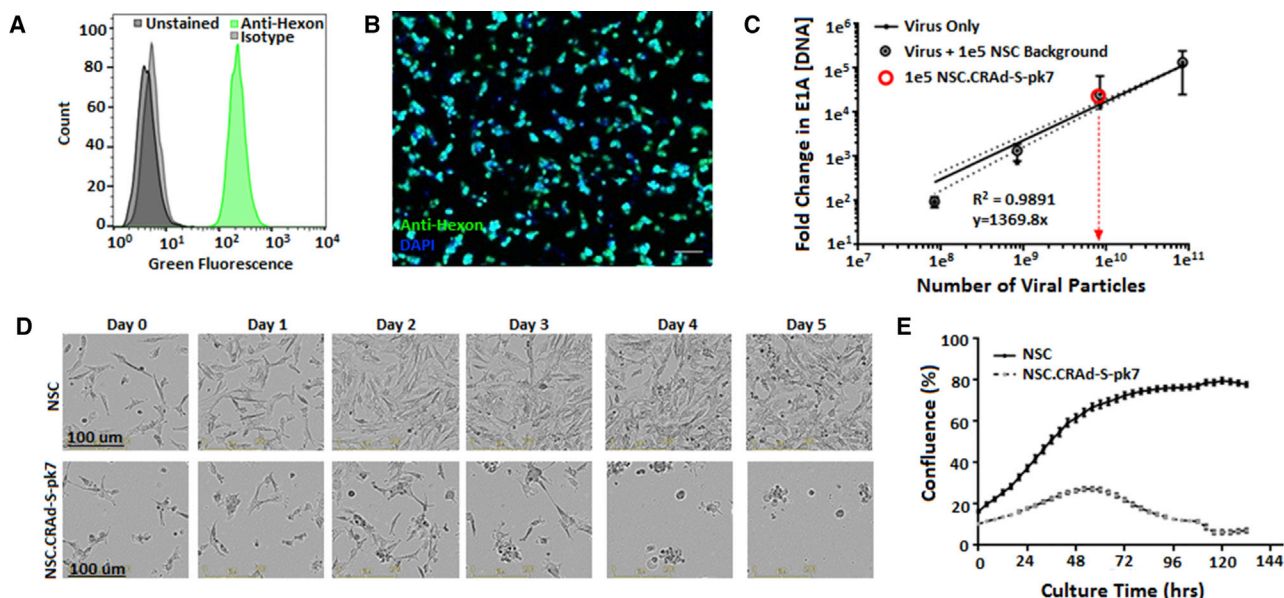 A
Unstained
Anti-Hexon
Isotype
Count
100
80
60
40
20
0
10^0
10^1
10^2
10^3
10^4
Green Fluorescence
B
Anti-Hexon
DAPI
C
Virus Only
Virus + 1e5 NSC Background
1e5 NSC.CRAd-S-pk7
Fold Change in E1A [DNA]
1e6
1e5
1e4
1e3
1e2
1e1
R² = 0.9891
y=1369.8x
1e7
1e8
1e9
1e10
1e11
Number of Viral Particles
D
Day 0
Day 1
Day 2
Day 3
Day 4
Day 5
NSC
100 um
NSC.CRAd-S-pk7
100 um
E
NSC
NSC.CRAd-S-pk7
Confluence (%)
100
80
60
40
20
0
0
24
48
72
96
120
144
Culture Time (hrs)